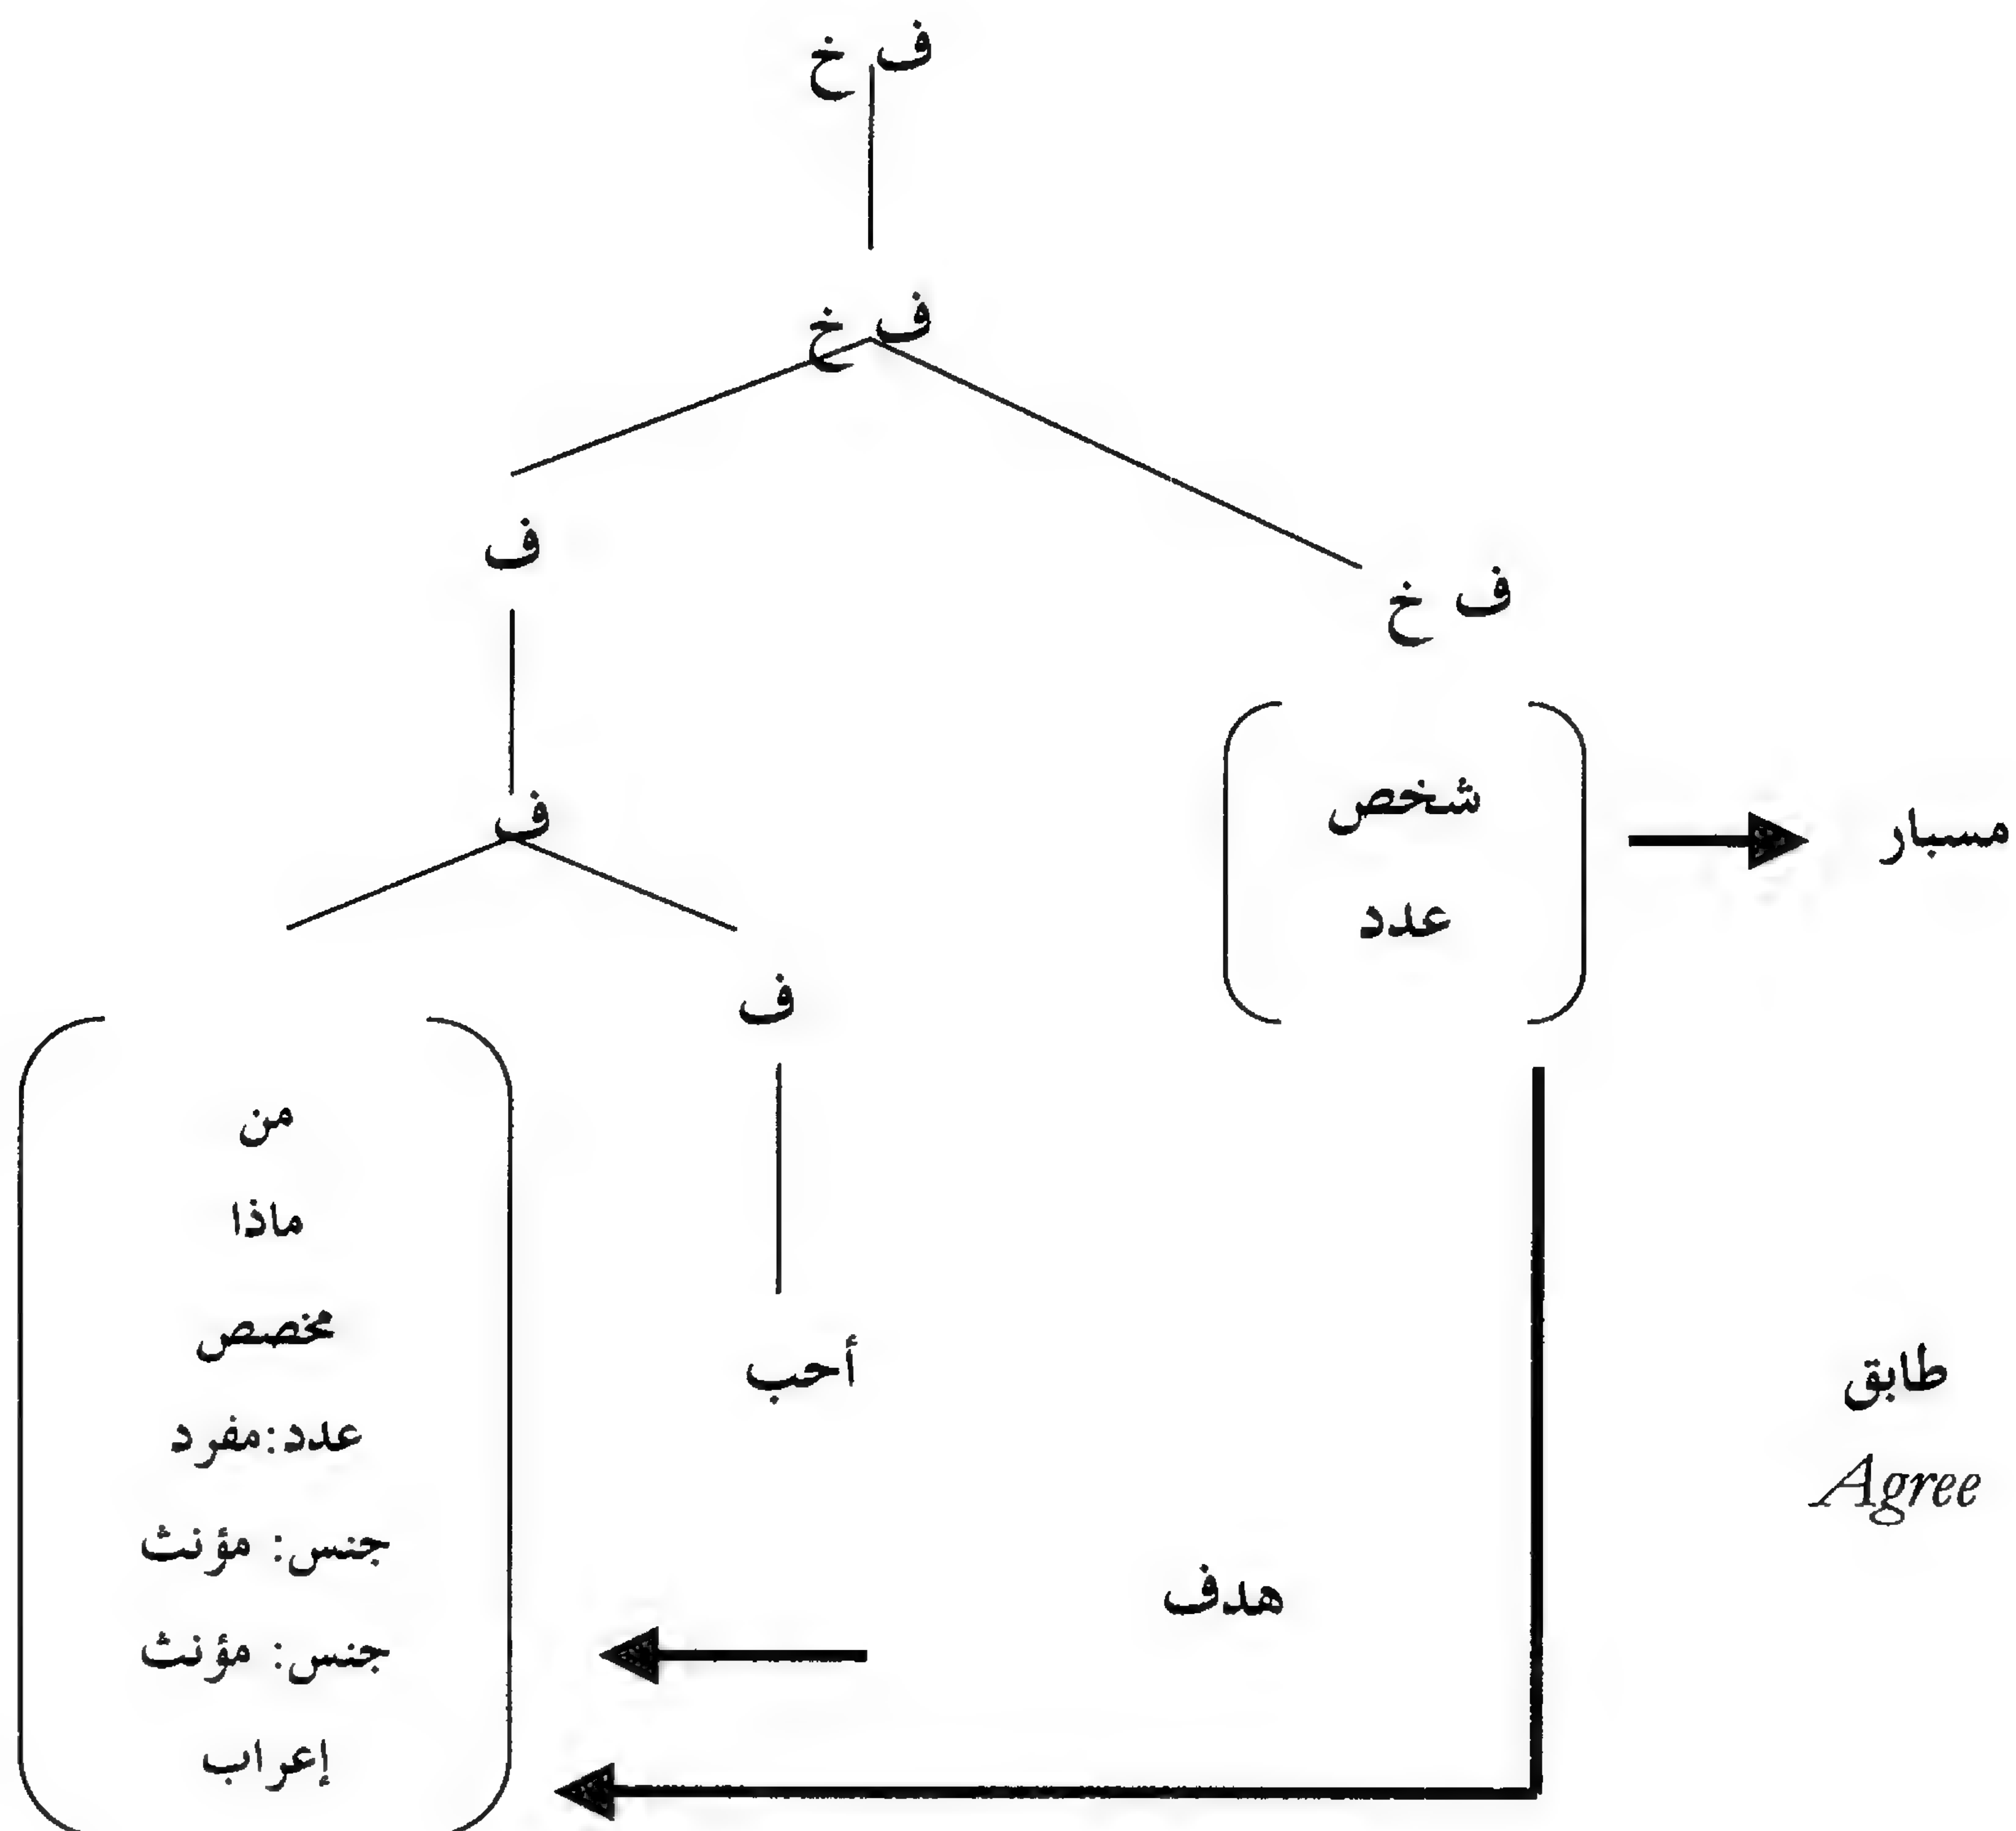 ف خ
ف خ
ف
ف خ
ف
شخص
عدد
مسبار
ف
أحب
من
ماذا
مخصص
عدد:مفرد
جنس: مؤنث
جنس: مؤنث
إعراب
طابق
Agree
هدف